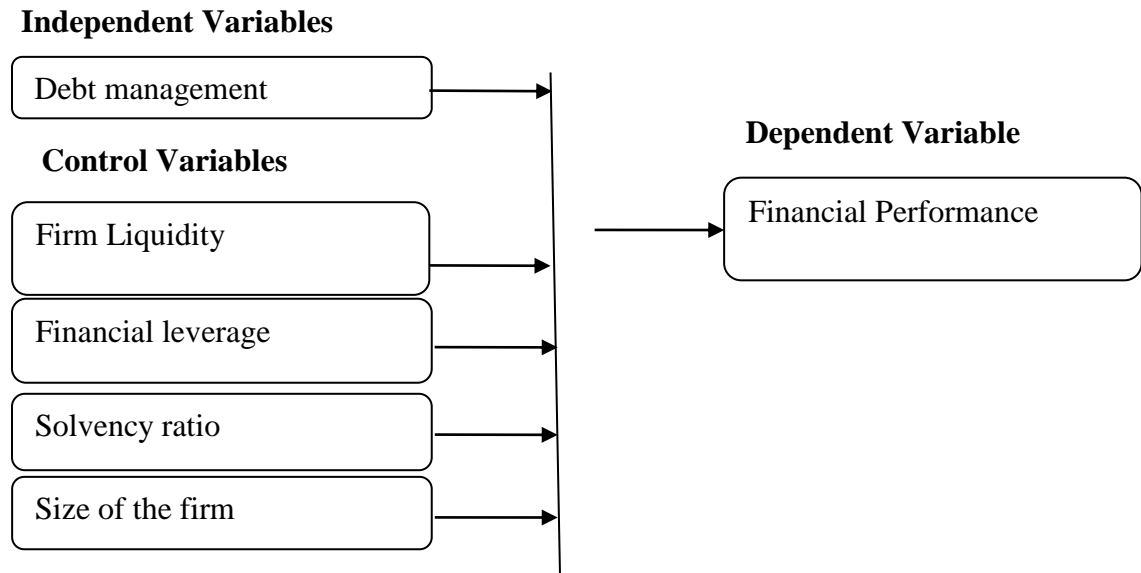 Independent Variables
Debt management
Control Variables
Firm Liquidity
Financial leverage
Solvency ratio
Size of the firm
Dependent Variable
Financial Performance